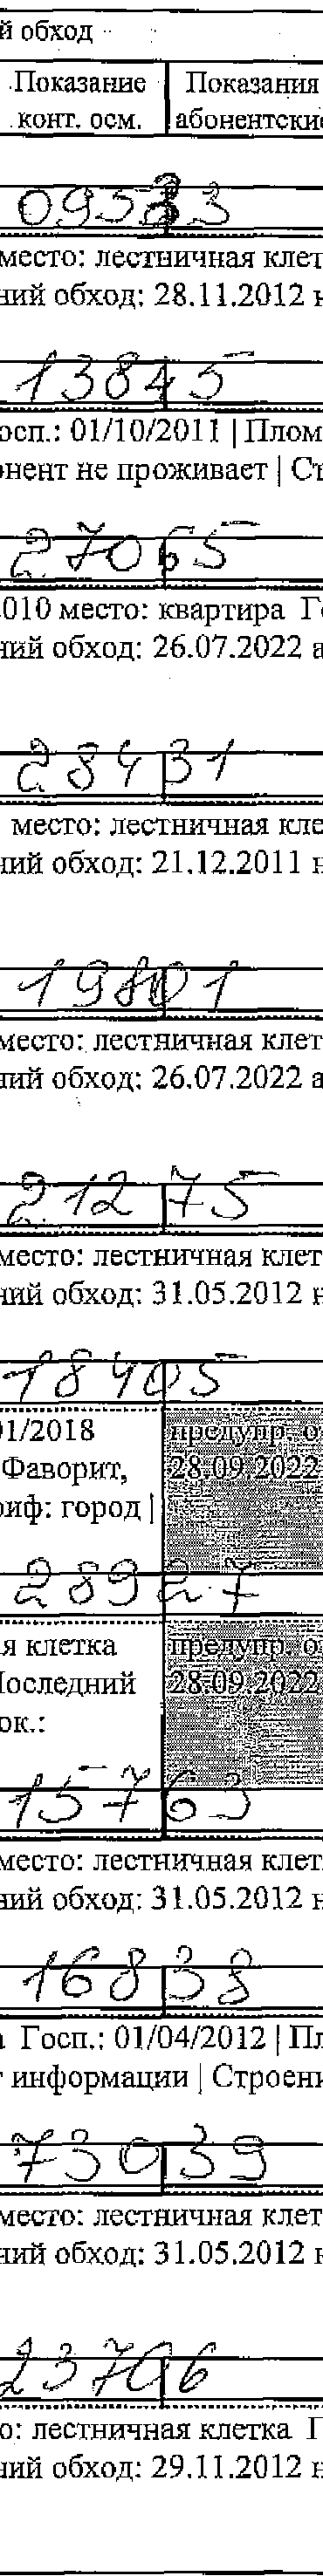 й обход
Показание Показания
конт. осм. абонентские
09533
место: лестничная клет
ний обход: 28.11.2012 н
13845
осп.: 01/10/2011 | Плом
онент не проживает | Ст
27065
2010 место: квартира Го
ний обход: 26.07.2022 а
28431
место: лестничная кле
ний обход: 21.12.2011 н
19801
место: лестничная клет
ний обход: 26.07.2022 а
21275
место: лестничная клет
ний обход: 31.05.2012 н
18405
01/2018 предупр. о
Фаворит, 28.09.2022
риф: город |
28927
я клетка предупр. о
Последний 28.09.2022
ок.:
15763
место: лестничная клет
ний обход: 31.05.2012 н
16838
а Госп.: 01/04/2012 | Пл
т информации | Строени
73039
место: лестничная клет
ний обход: 31.05.2012 н
23706
о: лестничная клетка Г
ний обход: 29.11.2012 н